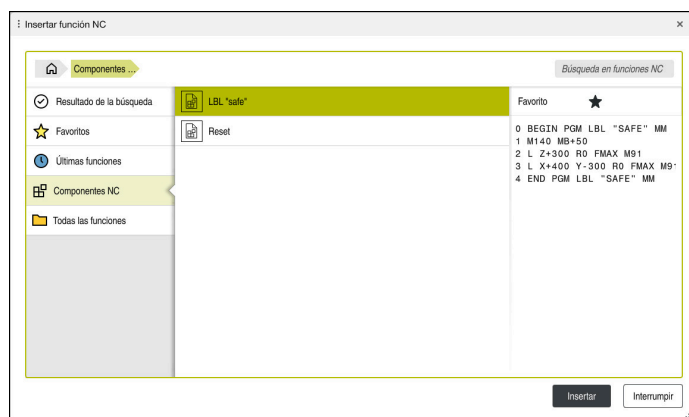 Insertar función NC
Componentes ...
Búsqueda en funciones NC
Resultado de la búsqueda
Favoritos
Últimas funciones
Componentes NC
Todas las funciones
LBL "safe"
Reset
Favorito
0 BEGIN PGM LBL "SAFE" MM
1 M140 MB+50
2 L Z+300 R0 FMAX M91
3 L X+400 Y-300 R0 FMAX M9
4 END PGM LBL "SAFE" MM
Insertar
Interrumpir